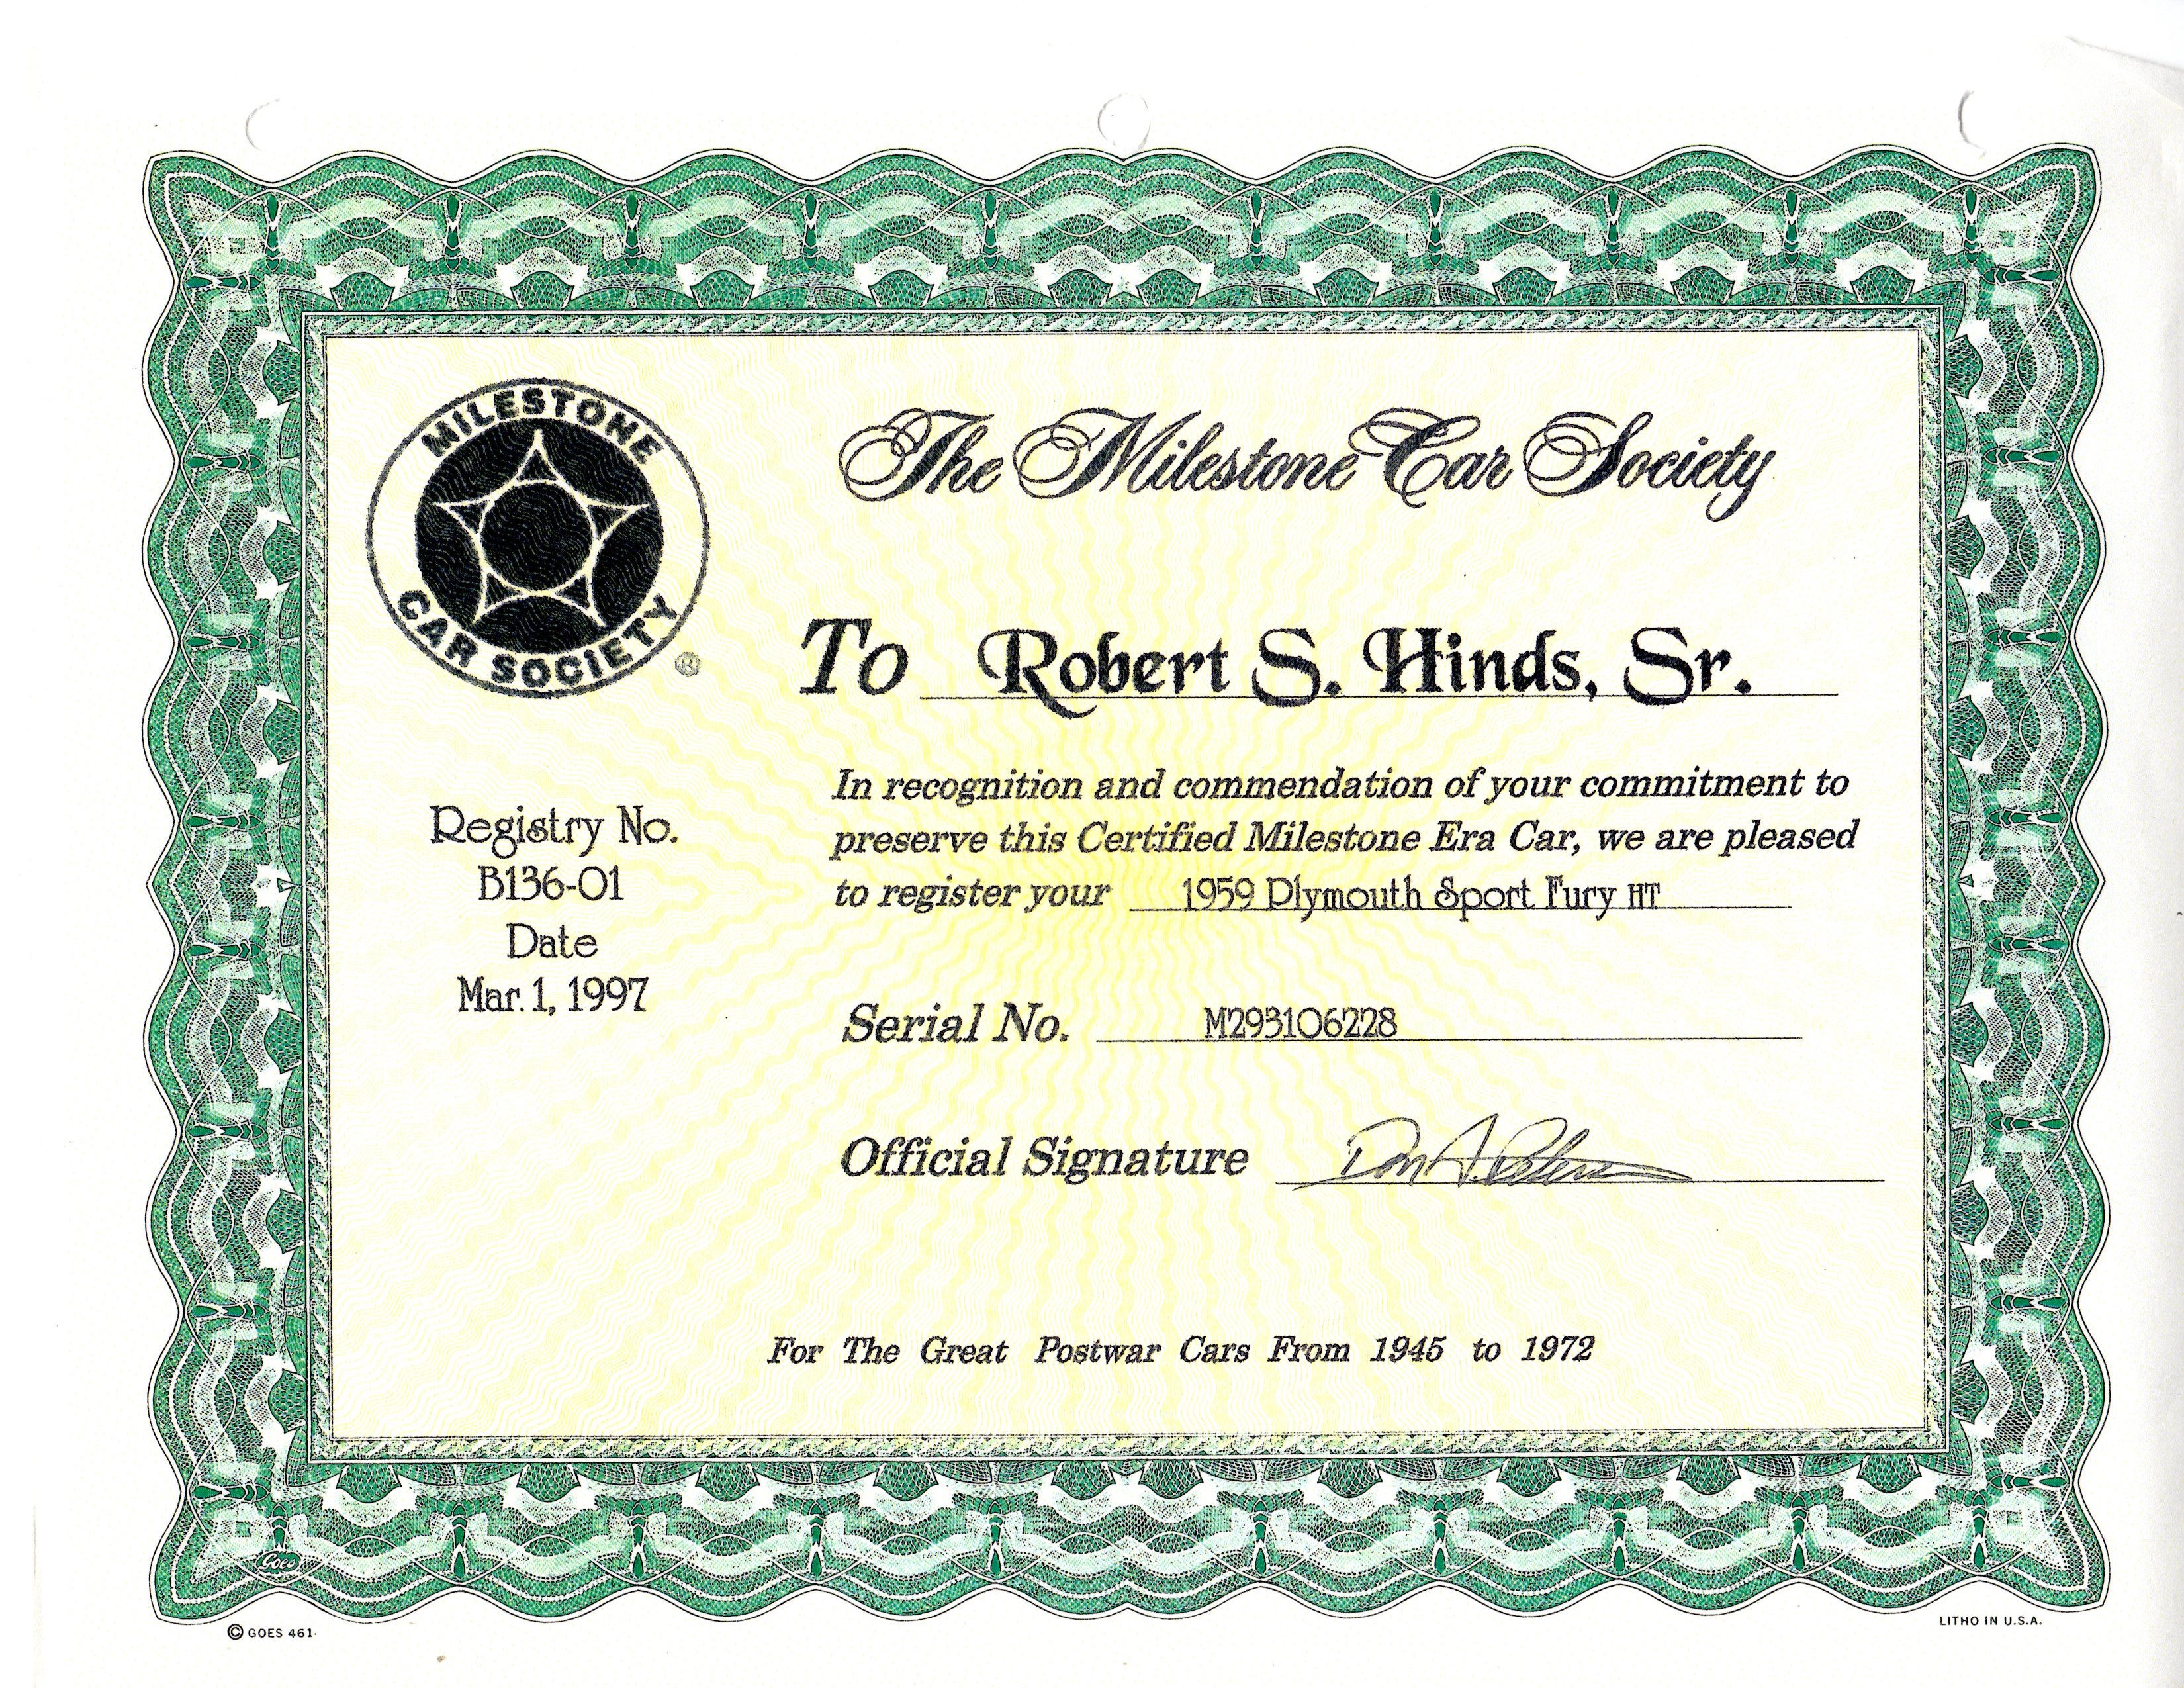 MILESTONE
CAR SOCIETY
®
The Milestone Car Society
To Robert S. Hinds, Sr.
Registry No.
B136-01
Date
Mar. 1, 1997
In recognition and commendation of your commitment to
preserve this Certified Milestone Era Car, we are pleased
to register your 1959 Plymouth Sport Fury HT
Serial No. M293106228
Official Signature Don A.
For The Great Postwar Cars From 1945 to 1972
Goes
© GOES 461
LITHO IN U.S.A.